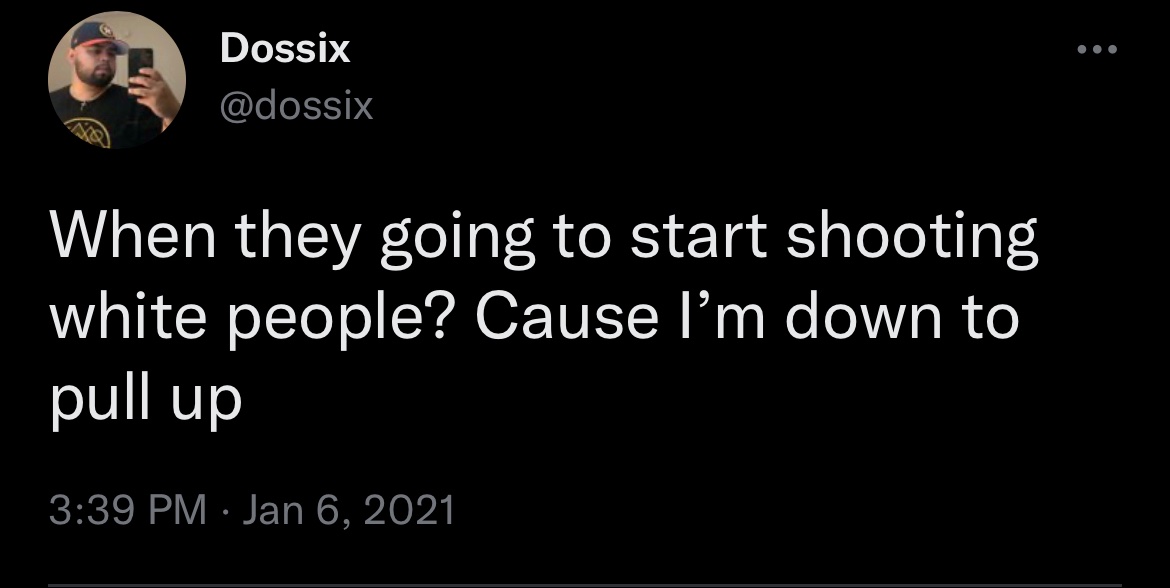 Dossix
@dossix
When they going to start shooting
white people? Cause I’m down to
pull up
3:39 PM · Jan 6, 2021